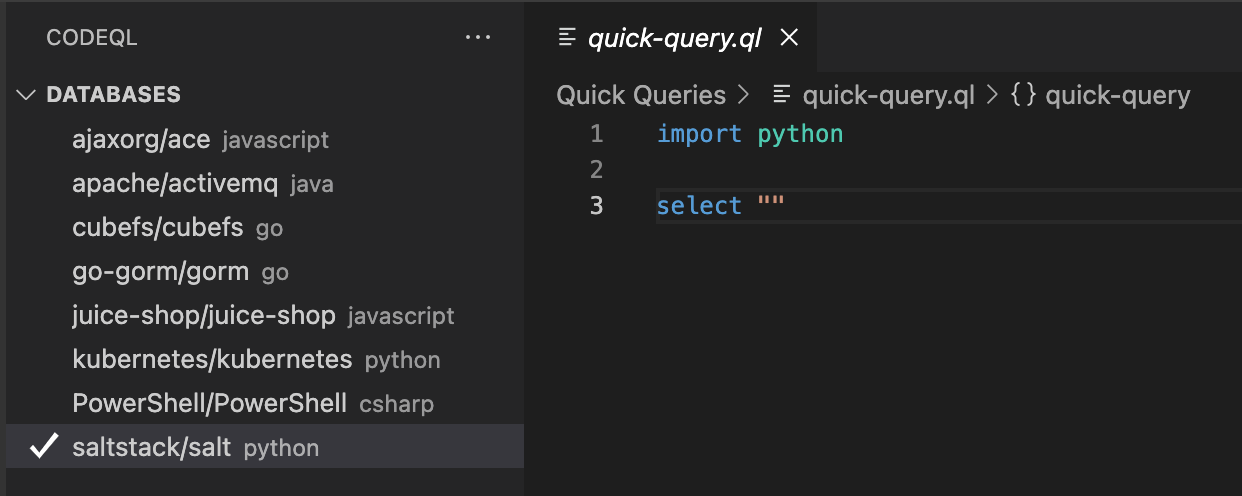 CODEQL
DATABASES
ajaxorg/ace javascript
apache/activemq java
cubefs/cubefs go
go-gorm/gorm go
juice-shop/juice-shop javascript
kubernetes/kubernetes python
PowerShell/PowerShell csharp
saltstack/salt python
quick-query.ql
Quick Queries > quick-query.ql > {} quick-query
1 import python
2
3 select ""